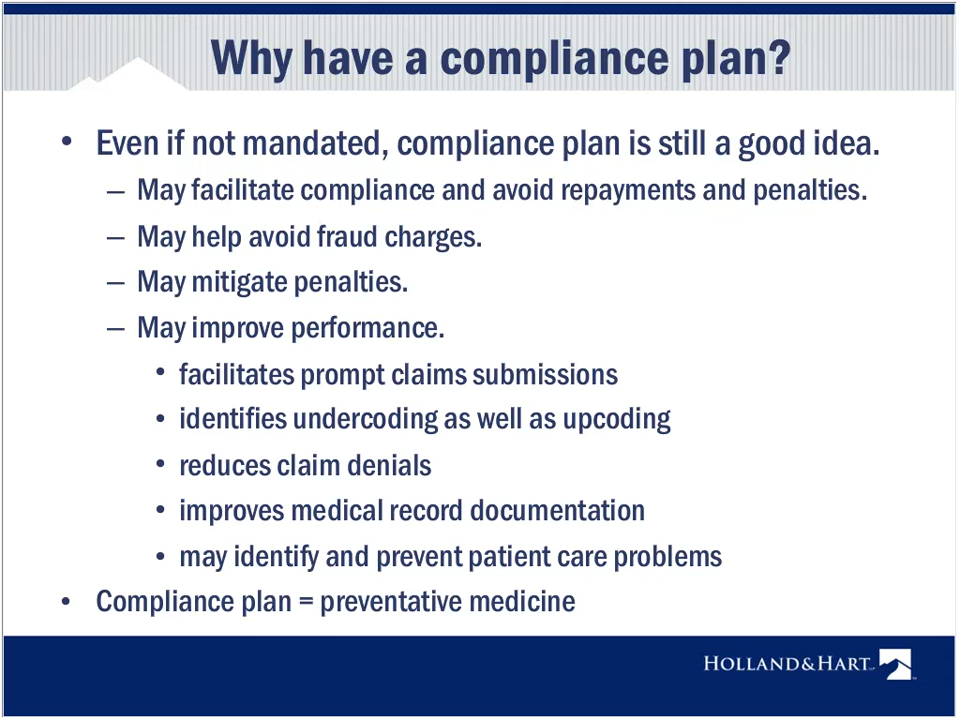 Why have a compliance plan?
• Even if not mandated, compliance plan is still a good idea.
– May facilitate compliance and avoid repayments and penalties.
– May help avoid fraud charges.
– May mitigate penalties.
– May improve performance.
• facilitates prompt claims submissions
• identifies undercoding as well as upcoding
• reduces claim denials
• improves medical record documentation
• may identify and prevent patient care problems
• Compliance plan = preventative medicine
HOLLAND & HART LLP ™